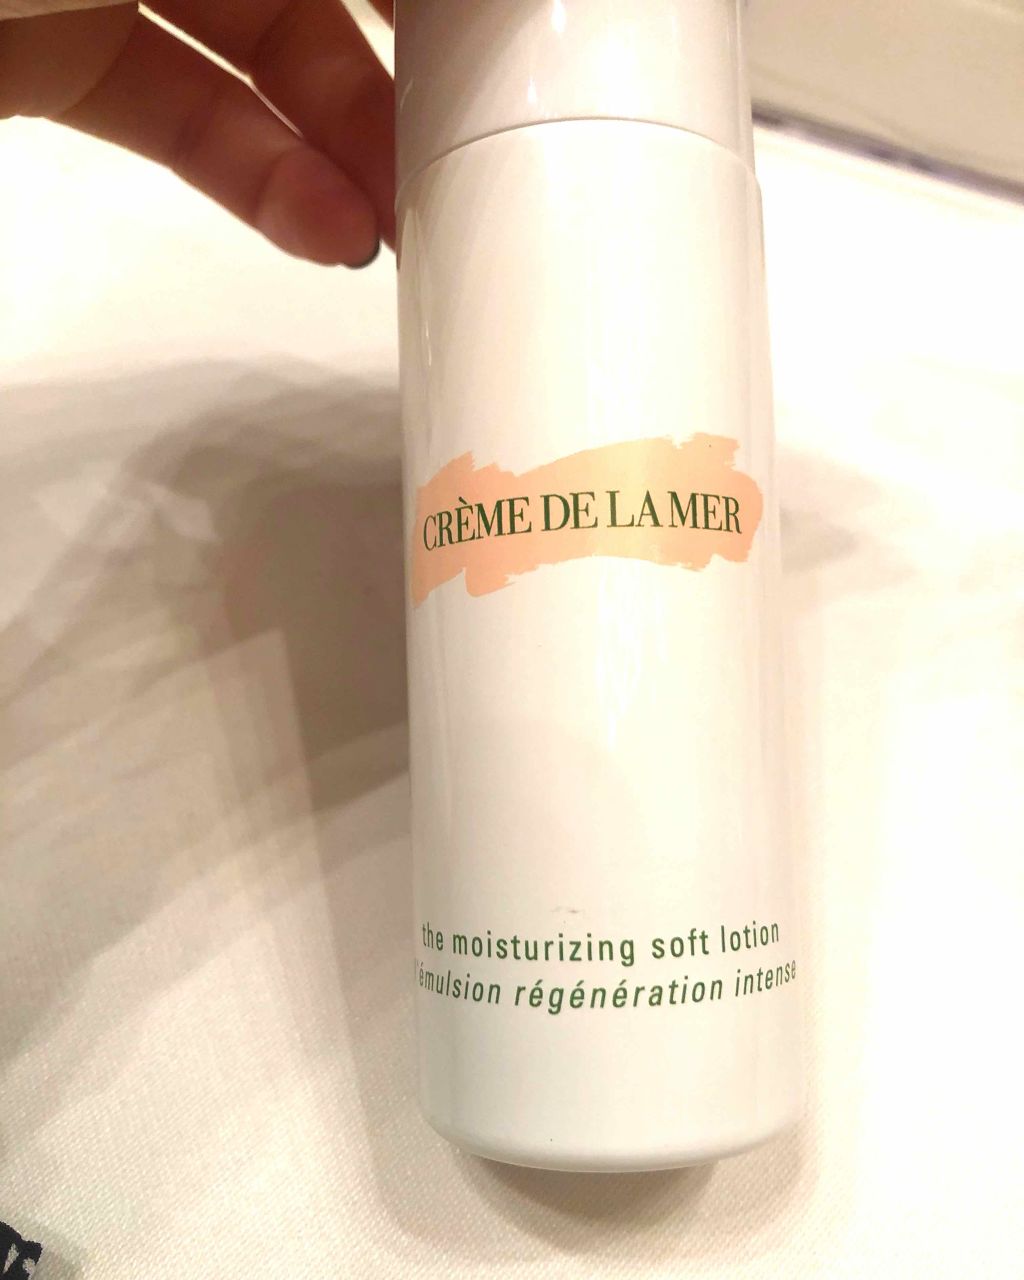 CRÈME DE LA MER
the moisturizing soft lotion
l'émulsion régénération intense